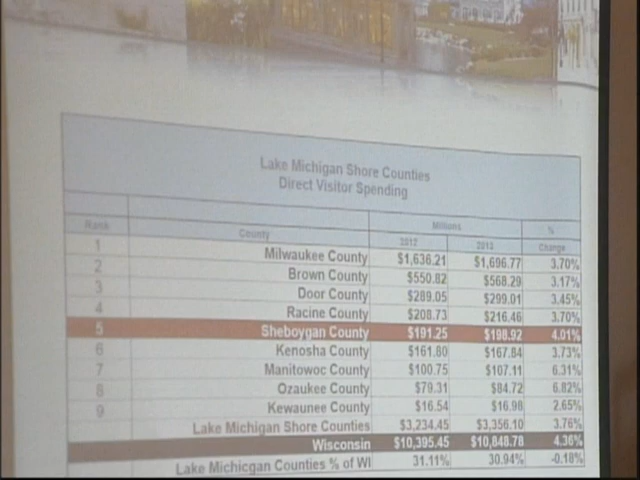 Lake Michigan Shore Counties
Direct Visitor Spending
Rank County Millions %
2012 2013 Change
1 Milwaukee County $1,636.21 $1,696.77 3.70%
2 Brown County $550.82 $568.29 3.17%
3 Door County $289.05 $299.01 3.45%
4 Racine County $208.73 $216.46 3.70%
5 Sheboygan County $191.25 $198.92 4.01%
6 Kenosha County $161.80 $167.84 3.73%
7 Manitowoc County $100.75 $107.11 6.31%
8 Ozaukee County $79.31 $84.72 6.82%
9 Kewaunee County $16.54 $16.98 2.65%
Lake Michigan Shore Counties $3,234.45 $3,356.10 3.76%
Wisconsin $10,395.45 $10,848.78 4.36%
Lake Michicgan Counties % of WI 31.11% 30.94% -0.18%